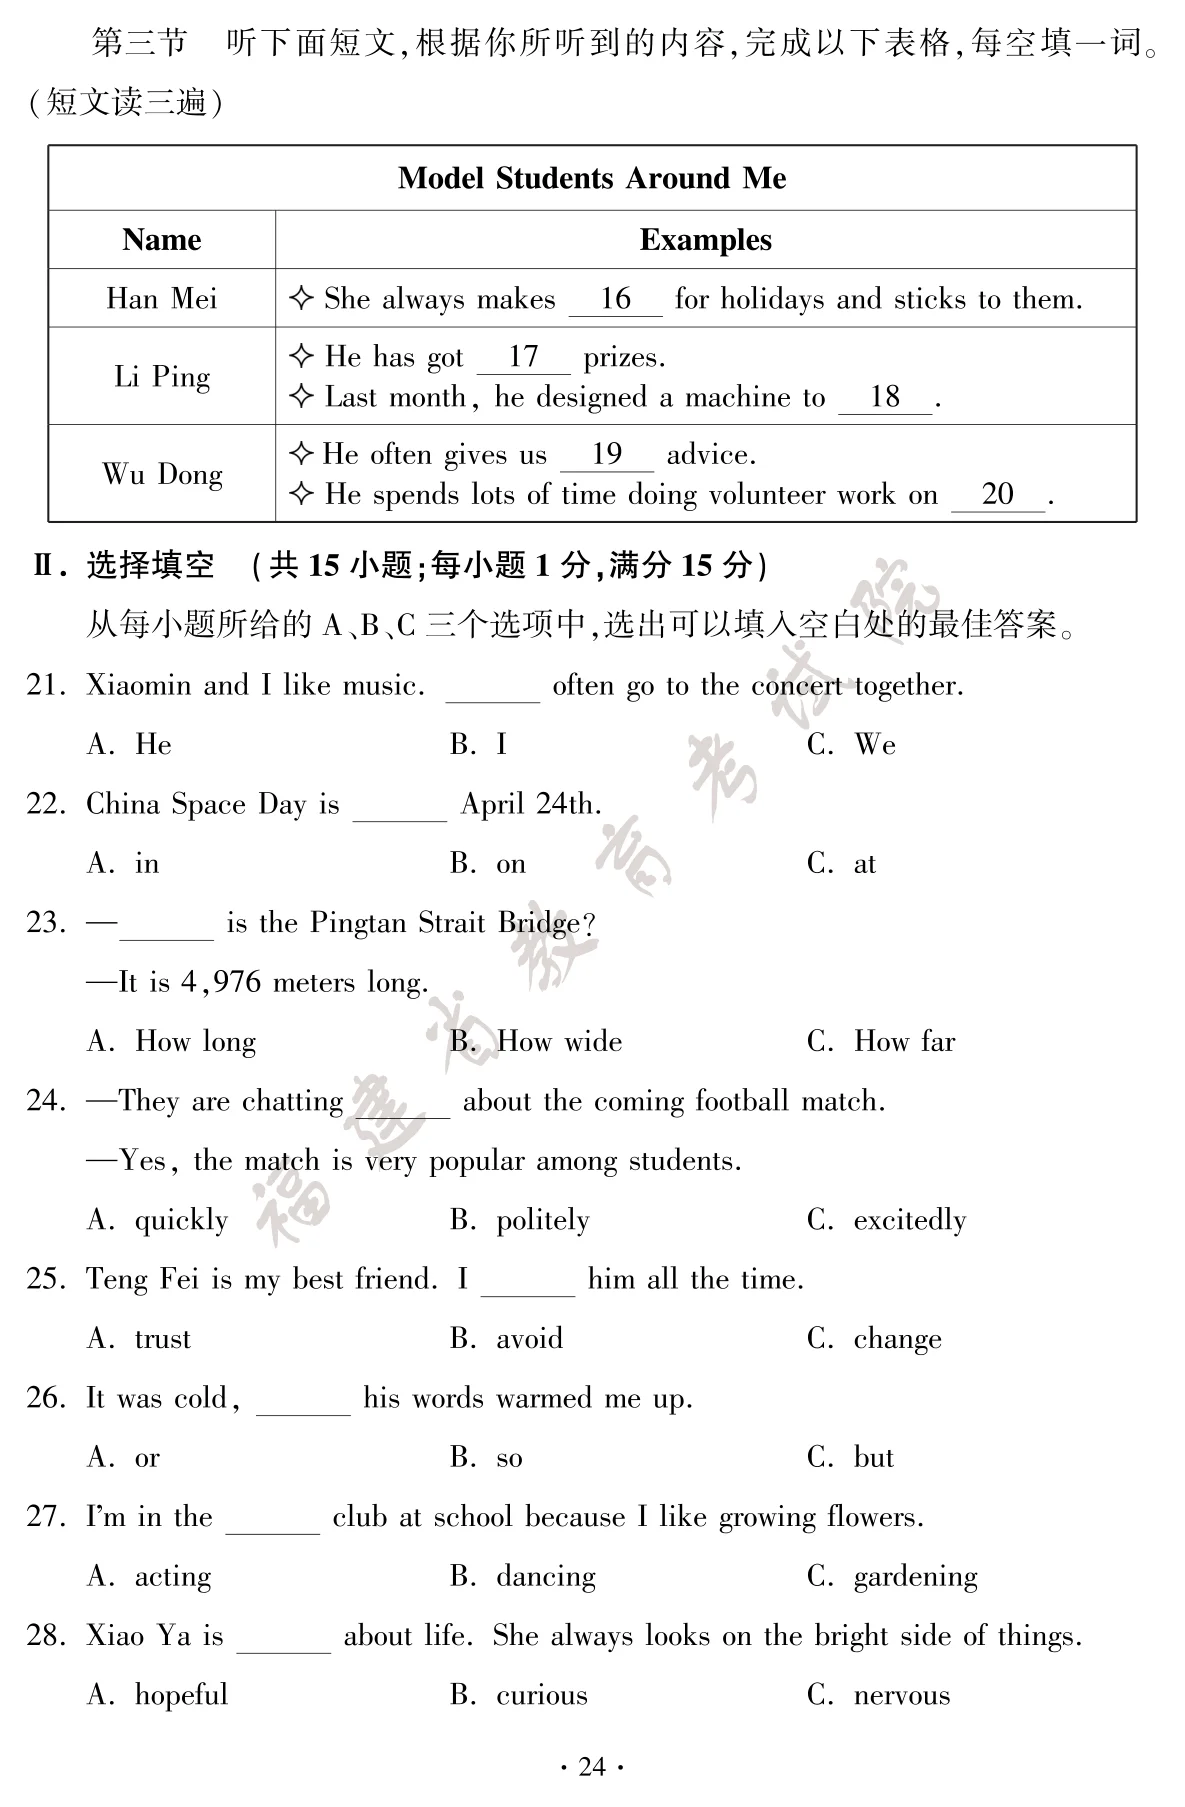 第三节 听下面短文,根据你所听到的内容,完成以下表格,每空填一词。
(短文读三遍)
Model Students Around Me
Name Examples
Han Mei ✧ She always makes 16 for holidays and sticks to them.
Li Ping ✧ He has got 17 prizes.
✧ Last month, he designed a machine to 18 .
Wu Dong ✧ He often gives us 19 advice.
✧ He spends lots of time doing volunteer work on 20 .
Ⅱ. 选择填空 (共 15 小题;每小题 1 分,满分 15 分)
从每小题所给的 A、B、C 三个选项中,选出可以填入空白处的最佳答案。
21. Xiaomin and I like music. ______ often go to the concert together.
A. He B. I C. We
22. China Space Day is ______ April 24th.
A. in B. on C. at
23. —______ is the Pingtan Strait Bridge?
—It is 4,976 meters long.
A. How long B. How wide C. How far
24. —They are chatting ______ about the coming football match.
—Yes, the match is very popular among students.
A. quickly B. politely C. excitedly
25. Teng Fei is my best friend. I ______ him all the time.
A. trust B. avoid C. change
26. It was cold, ______ his words warmed me up.
A. or B. so C. but
27. I'm in the ______ club at school because I like growing flowers.
A. acting B. dancing C. gardening
28. Xiao Ya is ______ about life. She always looks on the bright side of things.
A. hopeful B. curious C. nervous
· 24 ·
福建省教育考试院